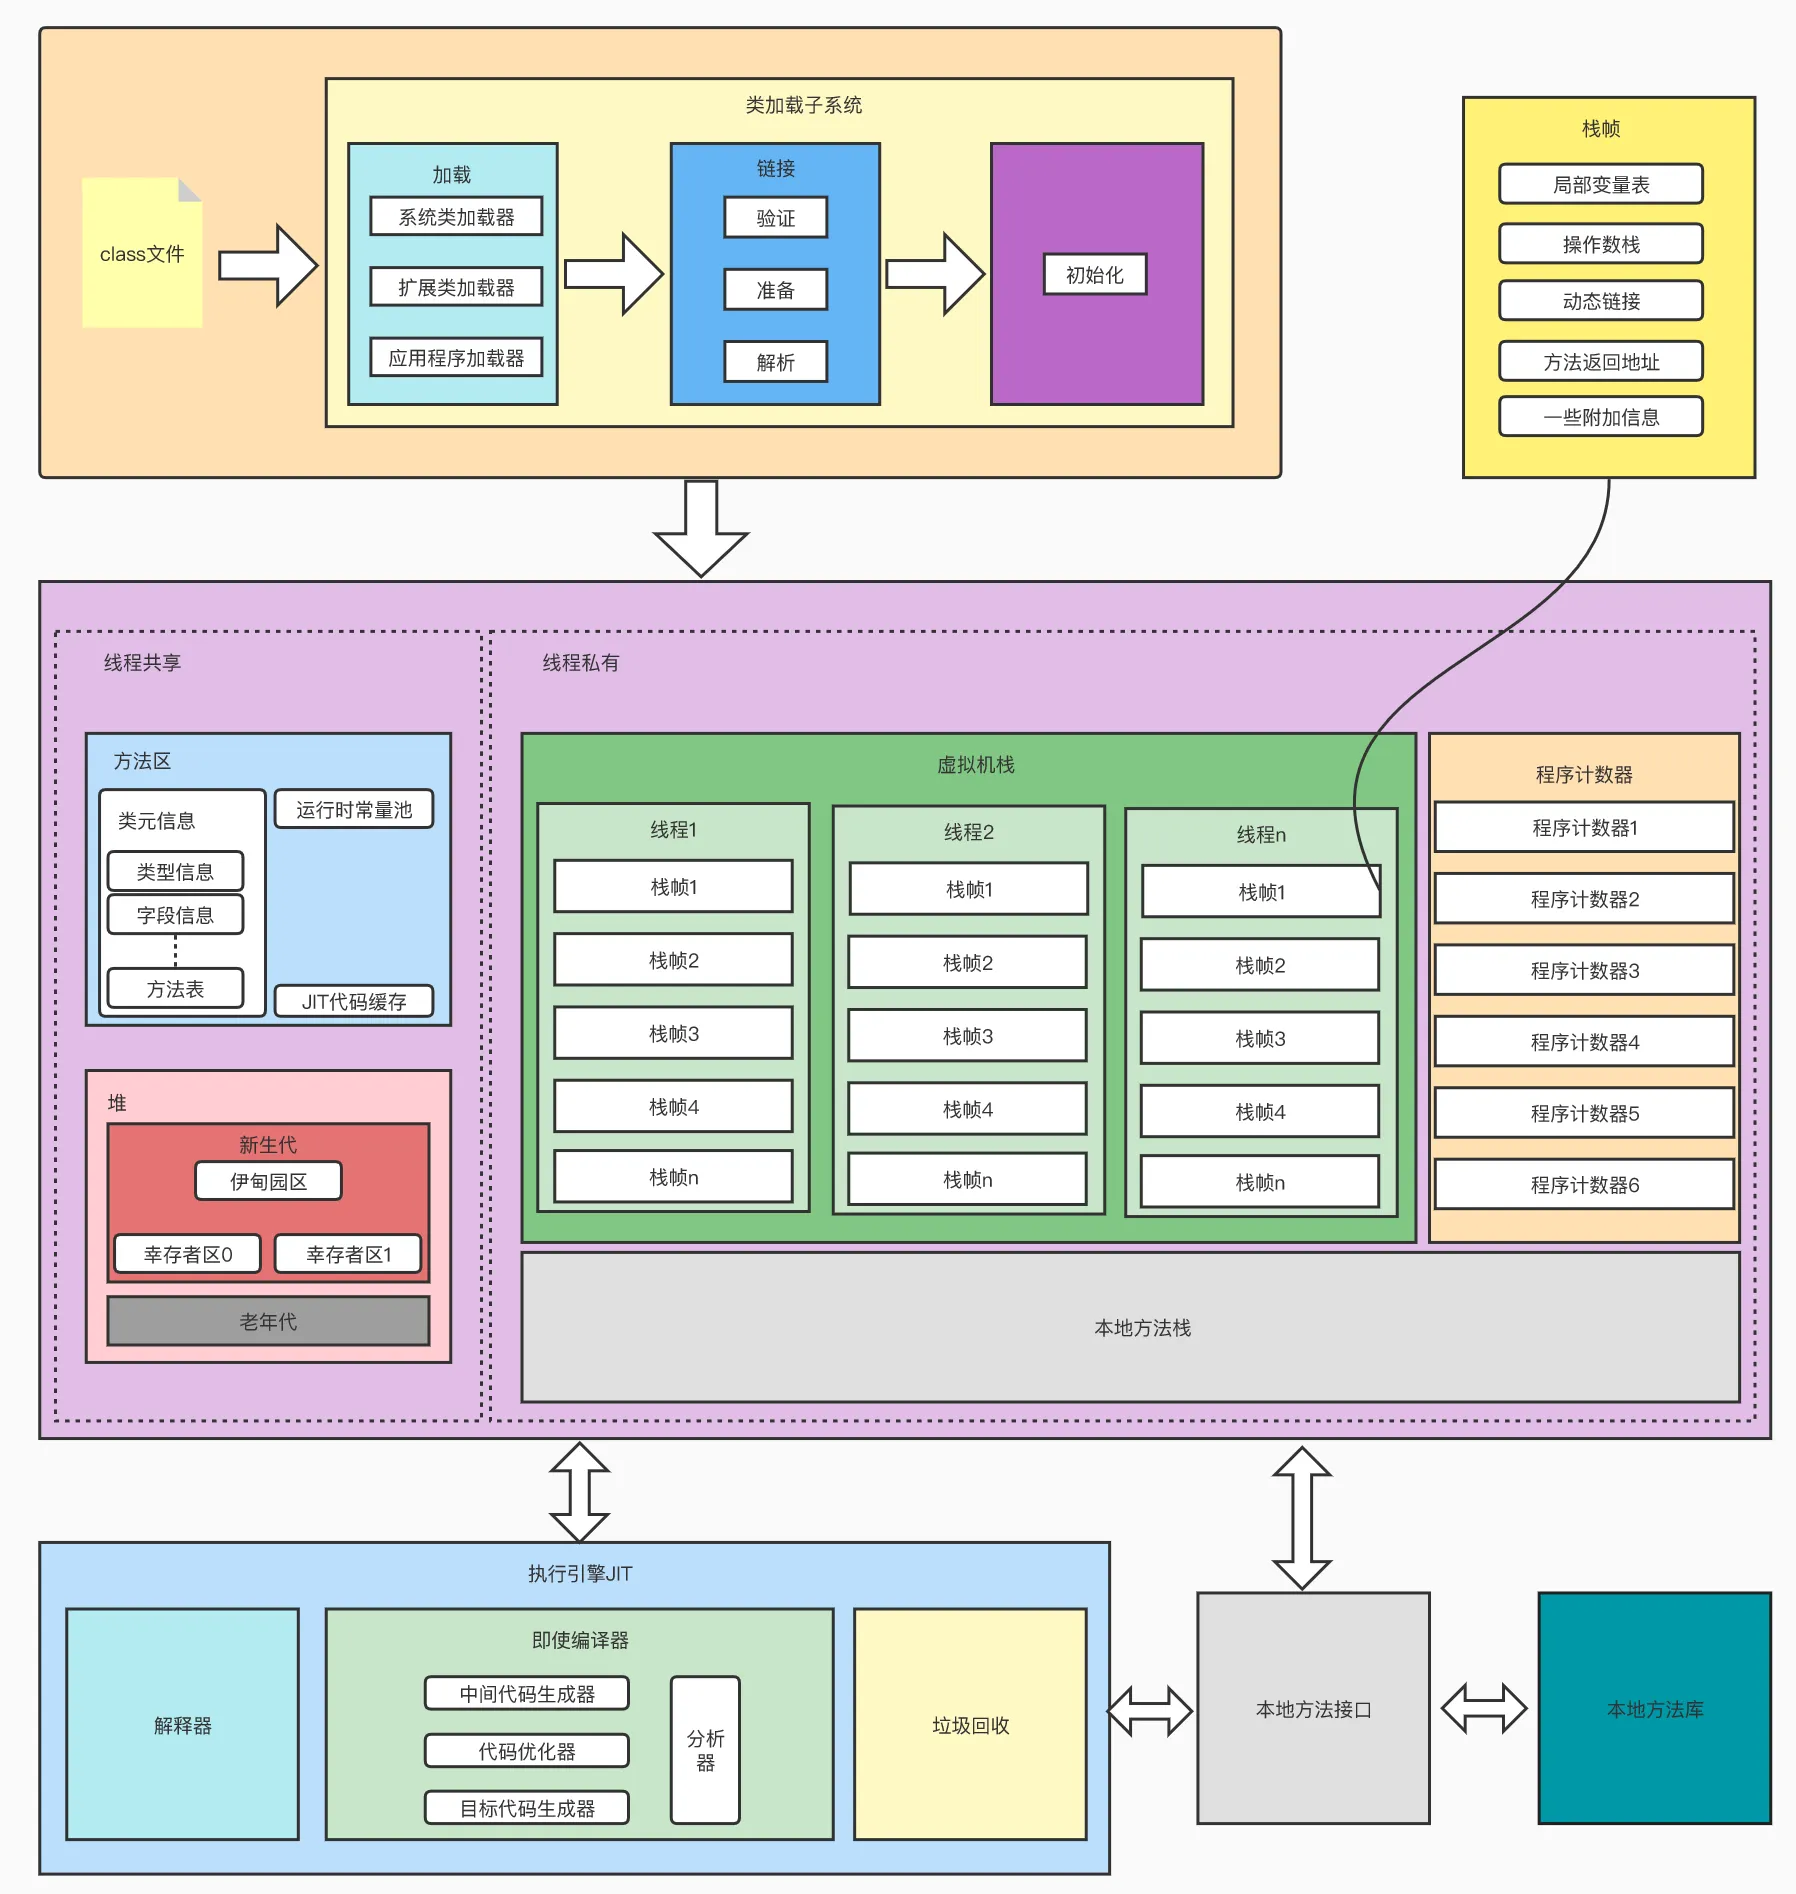 类加载子系统
class文件
加载
系统类加载器
扩展类加载器
应用程序加载器
链接
验证
准备
解析
初始化
栈帧
局部变量表
操作数栈
动态链接
方法返回地址
一些附加信息
线程共享
方法区
类元信息
类型信息
字段信息
方法表
运行时常量池
JIT代码缓存
堆
新生代
伊甸园区
幸存者区0
幸存者区1
老年代
线程私有
虚拟机栈
线程1
栈帧1
栈帧2
栈帧3
栈帧4
栈帧n
线程2
栈帧1
栈帧2
栈帧3
栈帧4
栈帧n
线程n
栈帧1
栈帧2
栈帧3
栈帧4
栈帧n
程序计数器
程序计数器1
程序计数器2
程序计数器3
程序计数器4
程序计数器5
程序计数器6
本地方法栈
执行引擎JIT
解释器
即使编译器
中间代码生成器
代码优化器
目标代码生成器
分析
器
垃圾回收
本地方法接口
本地方法库